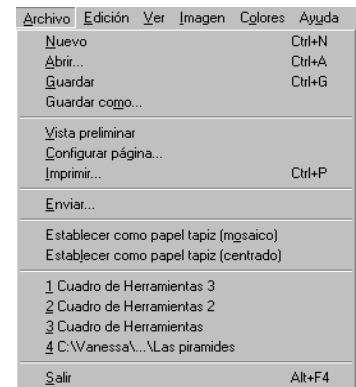 Archivo Edición Ver Imagen Colores Ayuda
Nuevo Ctrl+N
Abrir... Ctrl+A
Guardar Ctrl+G
Guardar como...
Vista preliminar
Configurar página...
Imprimir... Ctrl+P
Enviar...
Establecer como papel tapiz (mosaico)
Establecer como papel tapiz (centrado)
1 Cuadro de Herramientas 3
2 Cuadro de Herramientas 2
3 Cuadro de Herramientas
4 C:\Vanessa\...\Las piramides
Salir Alt+F4